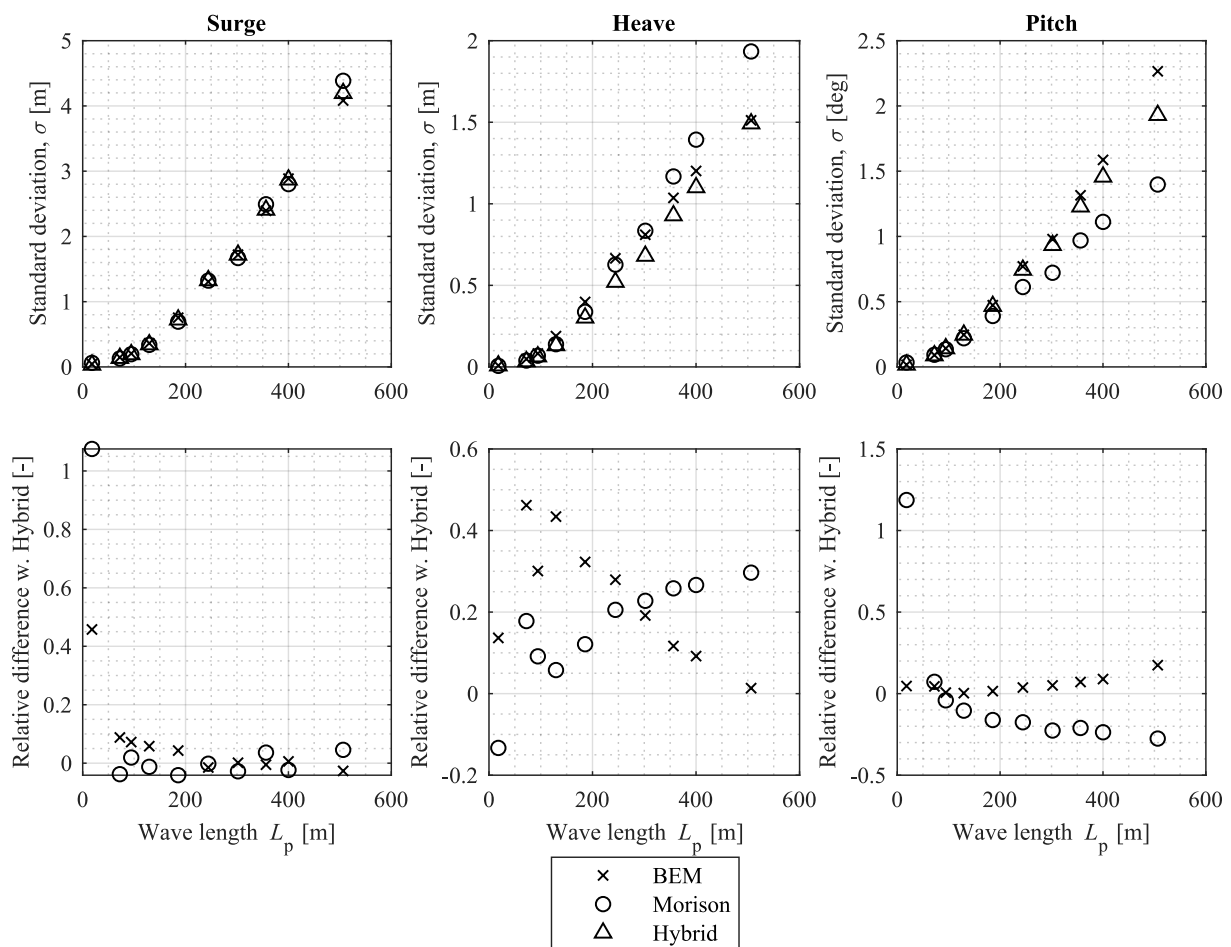 Surge
Heave
Pitch
Standard deviation, σ [m]
5
4
3
2
1
0
0 200 400 600
Standard deviation, σ [m]
2
1.5
1
0.5
0
0 200 400 600
Standard deviation, σ [deg]
2.5
2
1.5
1
0.5
0
0 200 400 600
Relative difference w. Hybrid [-]
1
0.8
0.6
0.4
0.2
0
0 200 400 600
Wave length Lp [m]
Relative difference w. Hybrid [-]
0.6
0.4
0.2
0
-0.2
0 200 400 600
Wave length Lp [m]
Relative difference w. Hybrid [-]
1.5
1
0.5
0
-0.5
0 200 400 600
Wave length Lp [m]
BEM
Morison
Hybrid